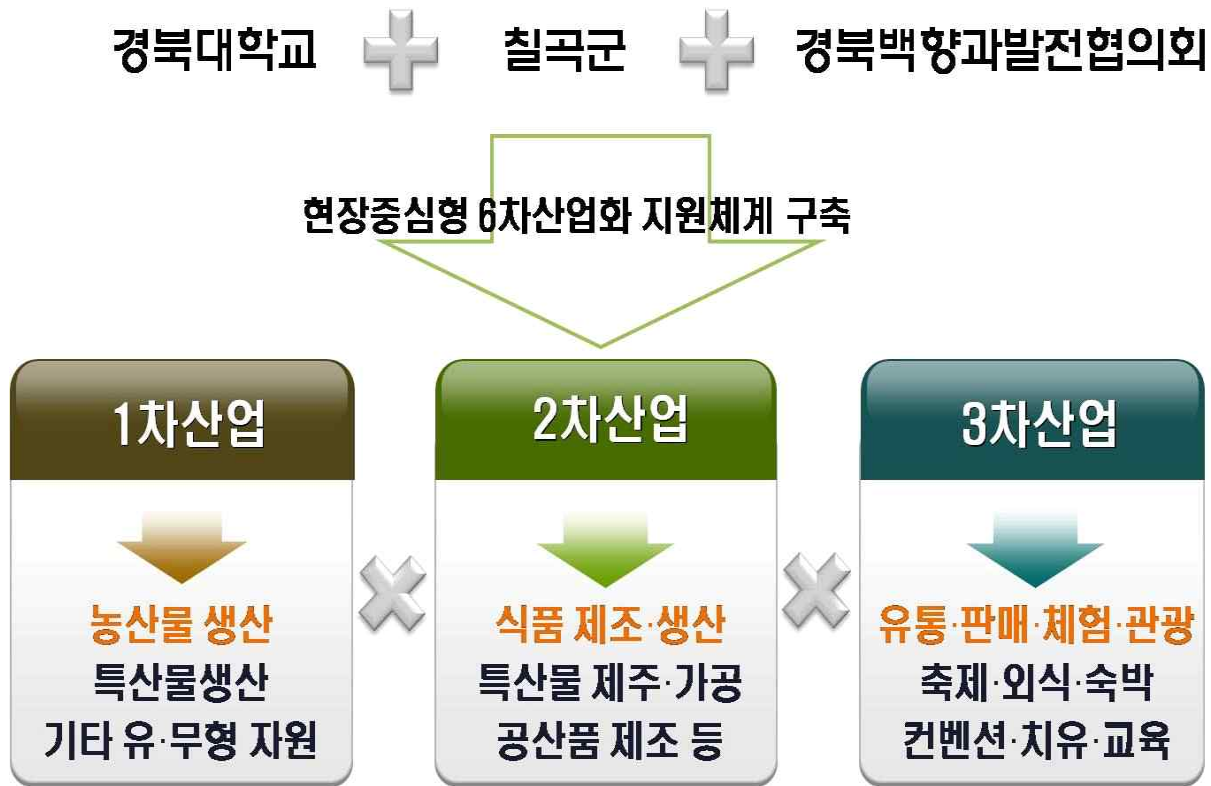 경북대학교 칠곡군 경북백향과발전협의회
현장중심형 6차산업화 지원체계 구축
1차산업
농산물 생산
특산물생산
기타 유·무형 자원
2차산업
식품 제조·생산
특산물 제주·가공
공산품 제조 등
3차산업
유통·판매·체험·관광
축제·외식·숙박
컨벤션·치유·교육